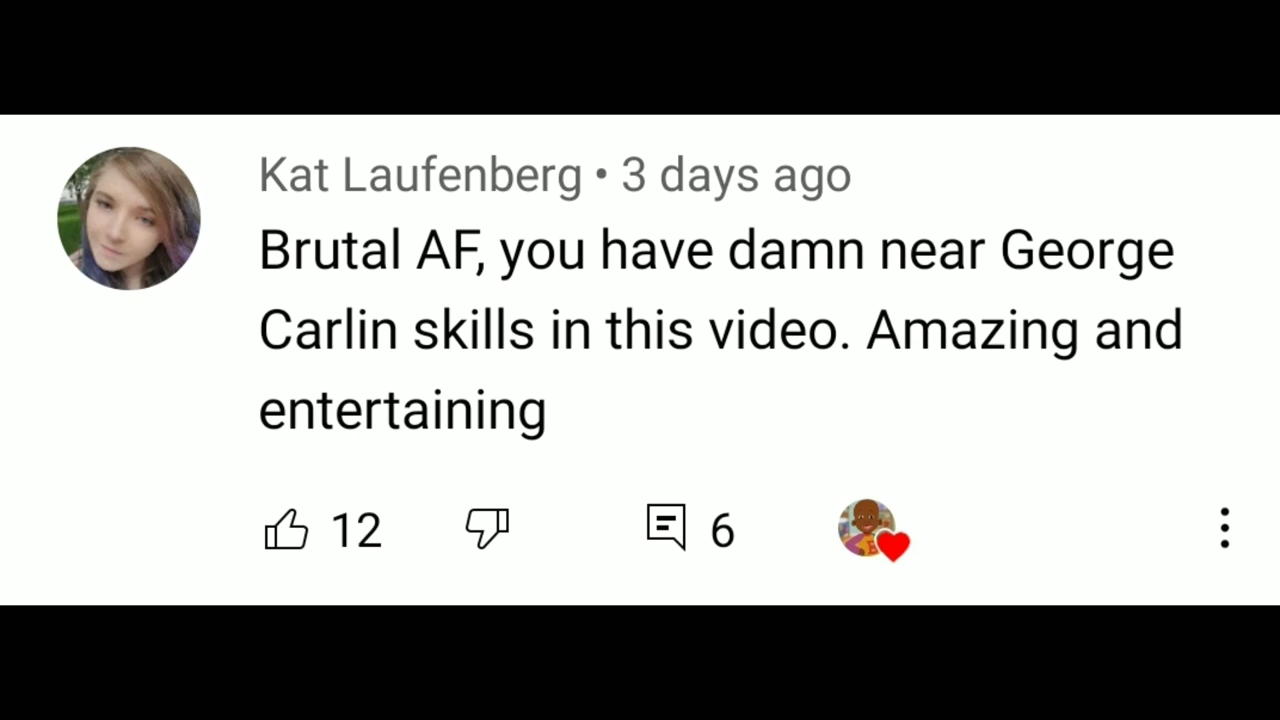 Kat Laufenberg • 3 days ago
Brutal AF, you have damn near George
Carlin skills in this video. Amazing and
entertaining
12 6